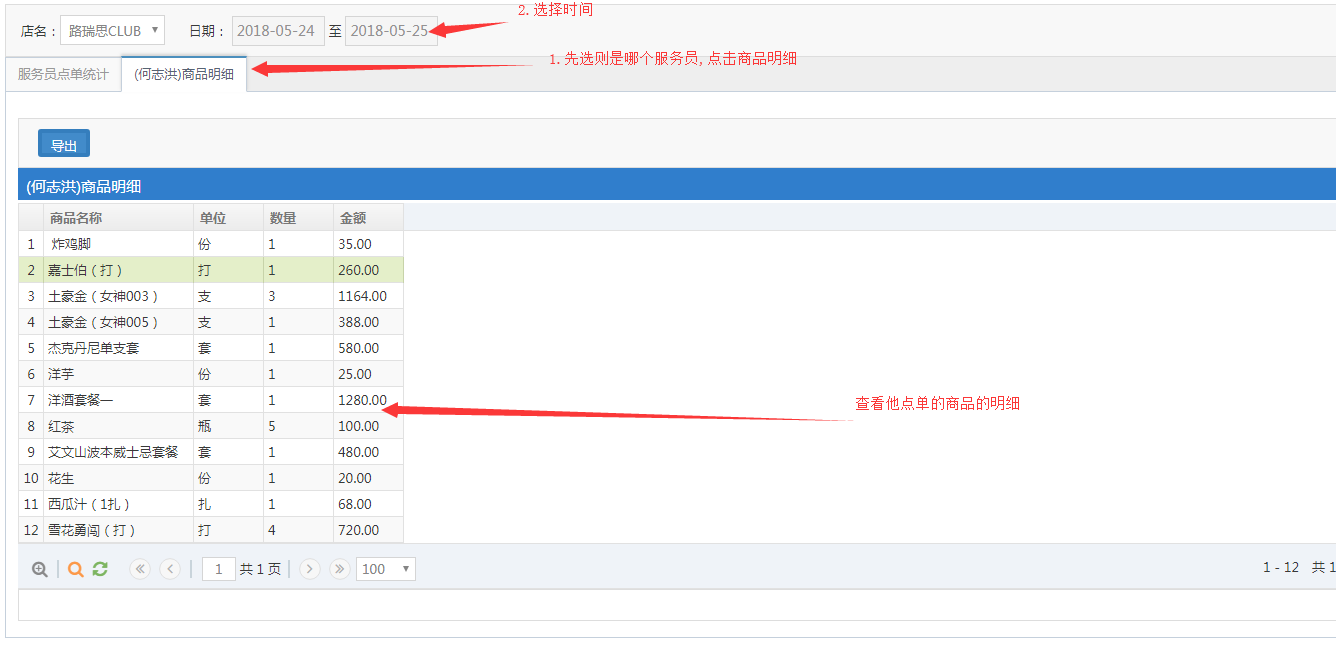 2. 选择时间
店名： 路瑞思CLUB 日期： 2018-05-24 至 2018-05-25
1. 先选则是哪个服务员, 点击商品明细
服务员点单统计 (何志洪)商品明细
导出
(何志洪)商品明细
商品名称 单位 数量 金额
1 炸鸡脚 份 1 35.00
2 嘉士伯（打） 打 1 260.00
3 土豪金（女神003） 支 3 1164.00
4 土豪金（女神005） 支 1 388.00
5 杰克丹尼单支套 套 1 580.00
6 洋芋 份 1 25.00
7 洋酒套餐一 套 1 1280.00
查看他点单的商品的明细
8 红茶 瓶 5 100.00
9 艾文山波本威士忌套餐 套 1 480.00
10 花生 份 1 20.00
11 西瓜汁（1扎） 扎 1 68.00
12 雪花勇闯（打） 打 4 720.00
1 共 1 页 100 1 - 12 共 1